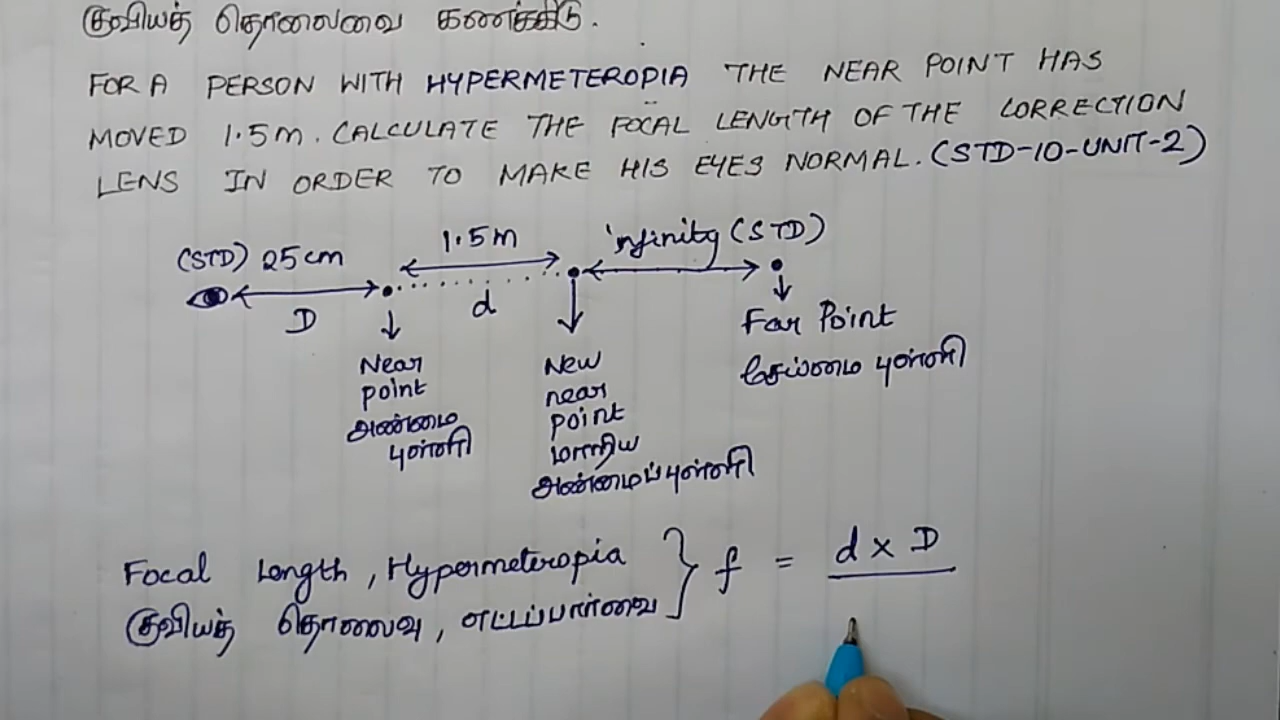 குவியத் தொலைவை கணக்கிடு.
FOR A PERSON WITH HYPERMETEROPIA THE NEAR POINT HAS
MOVED 1.5m. CALCULATE THE FOCAL LENGTH OF THE CORRECTION
LENS IN ORDER TO MAKE HIS EYES NORMAL. (STD-10-UNIT-2)
(STD) 25cm 1.5m infinity (STD)
D d
Near point அண்மை புள்ளி
New near point மாறிய அண்மைப்புள்ளி
Far Point சேய்மை புள்ளி
Focal Length, Hypermeteropia } f = d x D
குவியத் தொலைவு, எட்டப்பார்வை